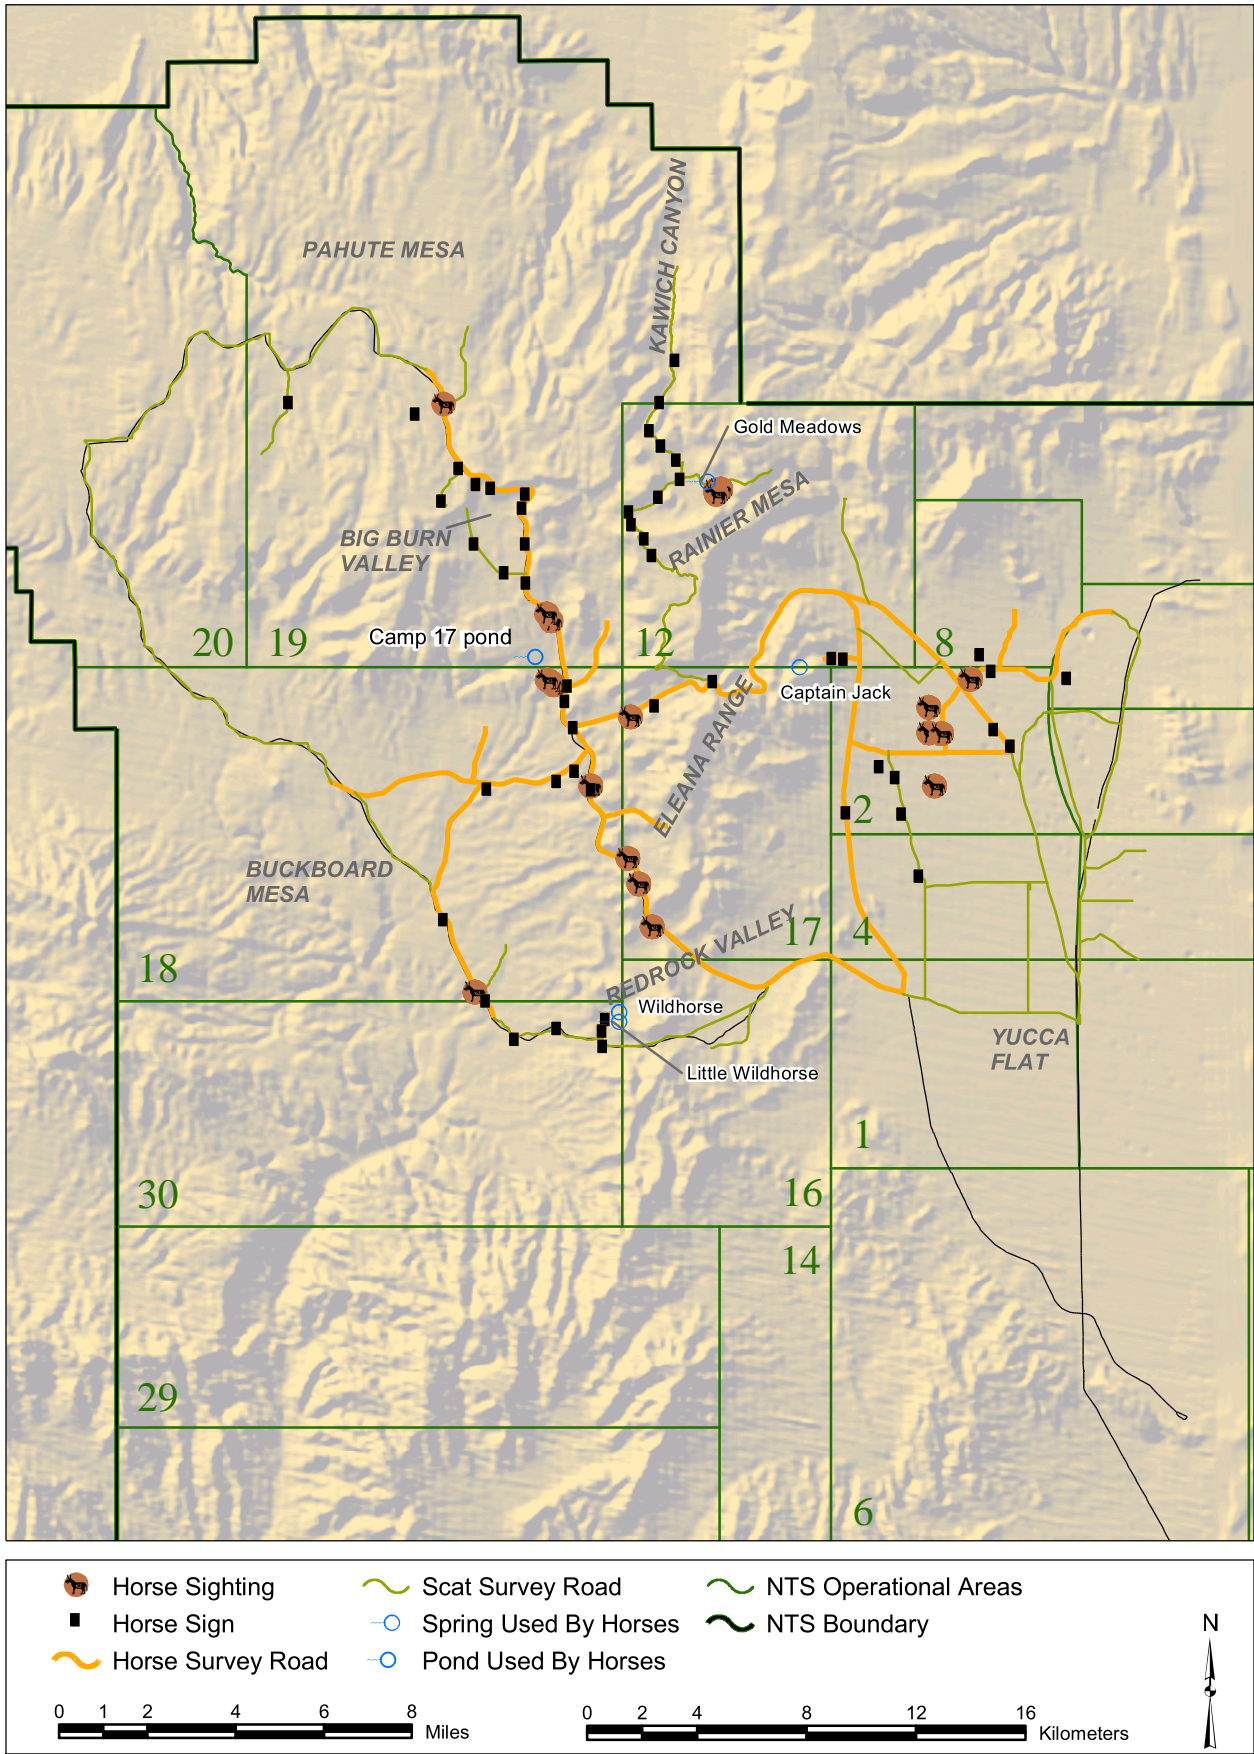 PAHUTE MESA
KAWICH CANYON
Gold Meadows
RAINIER MESA
BIG BURN
VALLEY
20
19
Camp 17 pond
12
8
Captain Jack
ELEANA RANGE
2
BUCKBOARD
MESA
18
REDROCK VALLEY
17
4
Wildhorse
YUCCA
FLAT
Little Wildhorse
1
30
16
14
29
6
Horse Sighting
Scat Survey Road
NTS Operational Areas
Horse Sign
Spring Used By Horses
NTS Boundary
N
Horse Survey Road
Pond Used By Horses
0 1 2 4 6 8
Miles
0 2 4 8 12 16
Kilometers